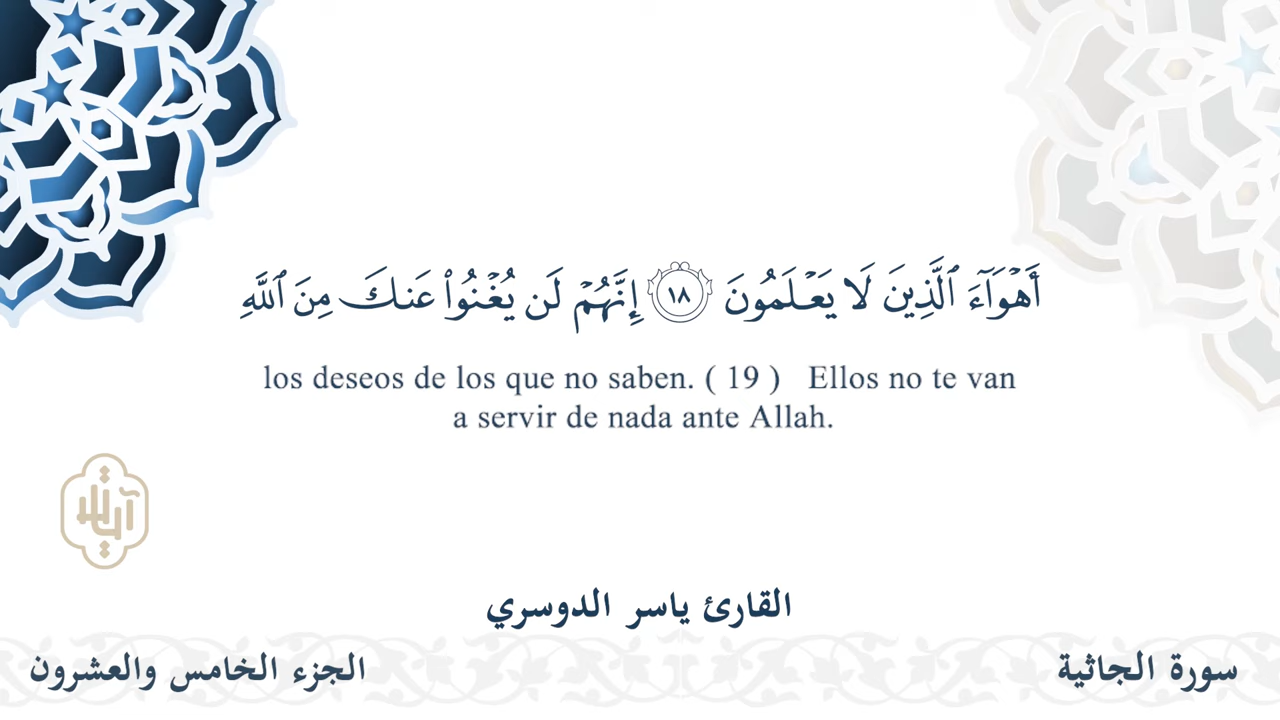 أَهْوَآءَ ٱلَّذِينَ لَا يَعْلَمُونَ ١٨ إِنَّهُمْ لَن يُغْنُوا۟ عَنكَ مِنَ ٱللَّهِ
los deseos de los que no saben. ( 19 ) Ellos no te van
a servir de nada ante Allah.
القارئ ياسر الدوسري
سورة الجاثية
الجزء الخامس والعشرون